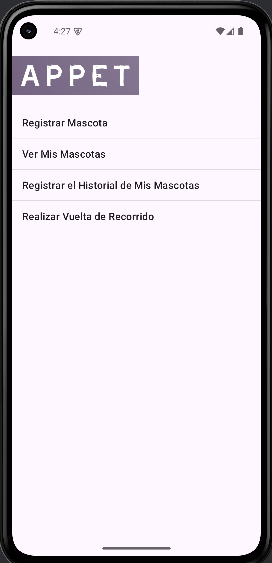 4:27
APPET
Registrar Mascota
Ver Mis Mascotas
Registrar el Historial de Mis Mascotas
Realizar Vuelta de Recorrido